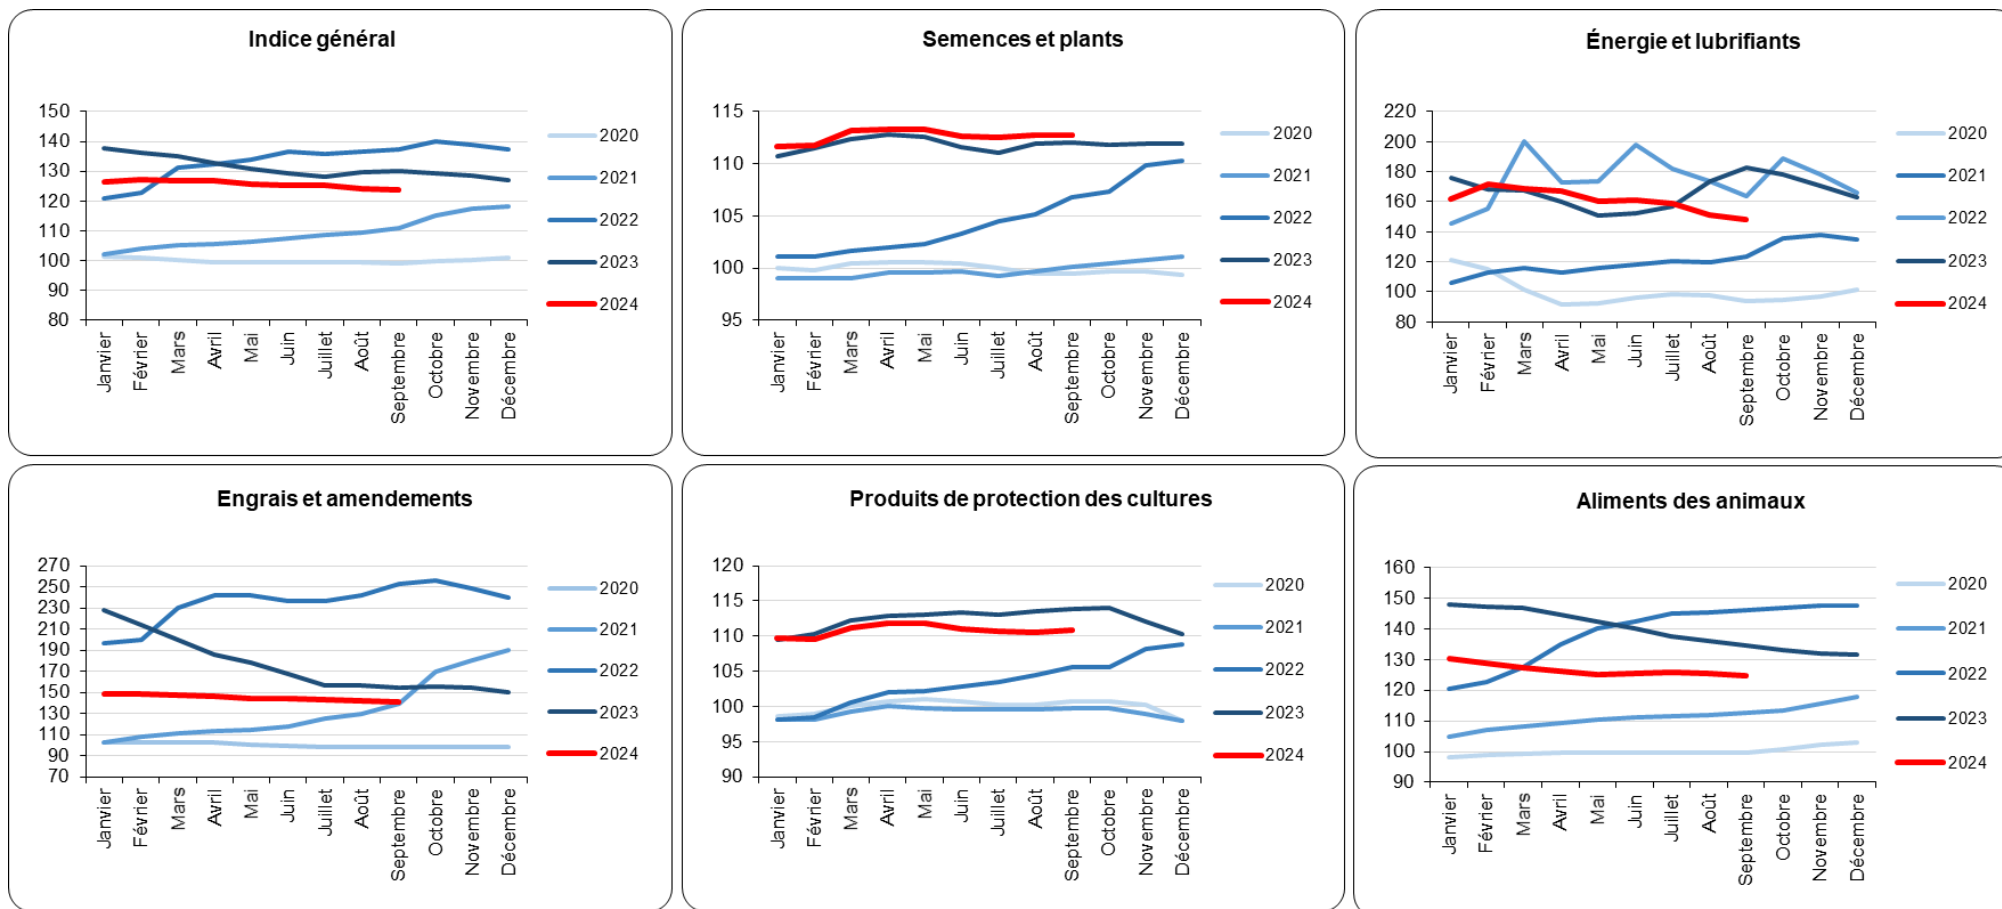 Indice général
150
140
130
120
110
100
90
80
Janvier
Février
Mars
Avril
Mai
Juin
Juillet
Août
Septembre
Octobre
Novembre
Décembre
2020
2021
2022
2023
2024
Semences et plants
115
110
105
100
95
Janvier
Février
Mars
Avril
Mai
Juin
Juillet
Août
Septembre
Octobre
Novembre
Décembre
2020
2021
2022
2023
2024
Énergie et lubrifiants
220
200
180
160
140
120
100
80
Janvier
Février
Mars
Avril
Mai
Juin
Juillet
Août
Septembre
Octobre
Novembre
Décembre
2020
2021
2022
2023
2024
Engrais et amendements
270
250
230
210
190
170
150
130
110
90
70
Janvier
Février
Mars
Avril
Mai
Juin
Juillet
Août
Septembre
Octobre
Novembre
Décembre
2020
2021
2022
2023
2024
Produits de protection des cultures
120
115
110
105
100
95
90
Janvier
Février
Mars
Avril
Mai
Juin
Juillet
Août
Septembre
Octobre
Novembre
Décembre
2020
2021
2022
2023
2024
Aliments des animaux
160
150
140
130
120
110
100
90
Janvier
Février
Mars
Avril
Mai
Juin
Juillet
Août
Septembre
Octobre
Novembre
Décembre
2020
2021
2022
2023
2024